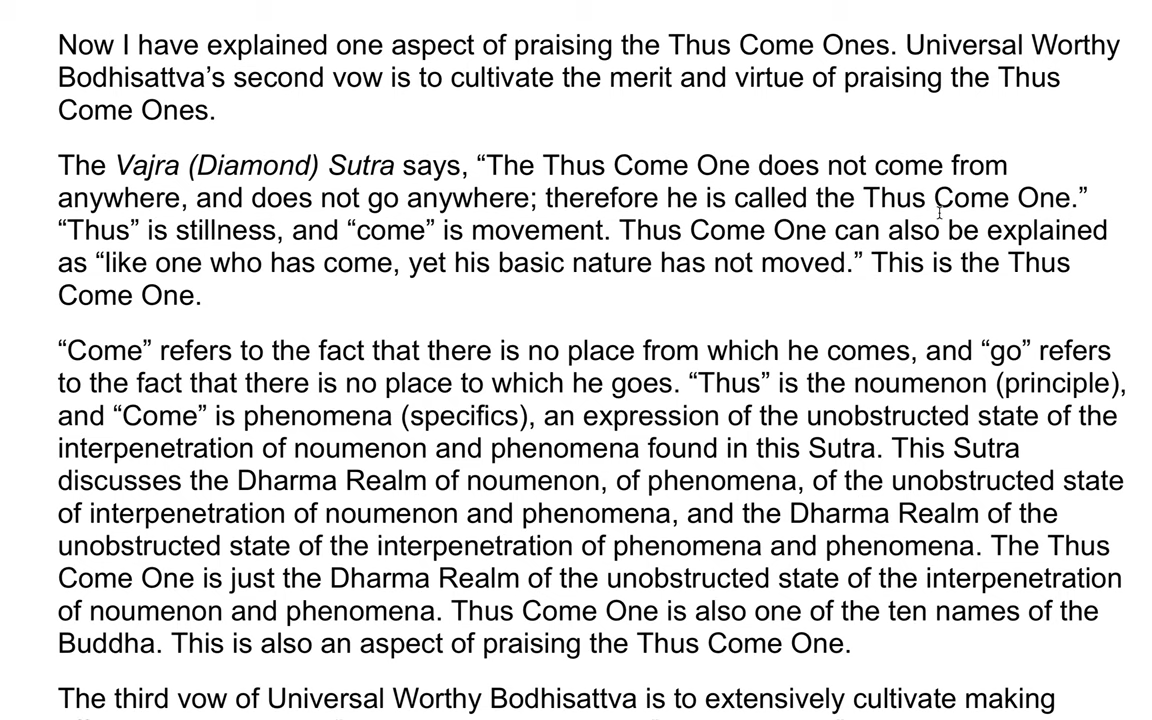 Now I have explained one aspect of praising the Thus Come Ones. Universal Worthy
Bodhisattva’s second vow is to cultivate the merit and virtue of praising the Thus
Come Ones.
The Vajra (Diamond) Sutra says, “The Thus Come One does not come from
anywhere, and does not go anywhere; therefore he is called the Thus Come One.”
“Thus” is stillness, and “come” is movement. Thus Come One can also be explained
as “like one who has come, yet his basic nature has not moved.” This is the Thus
Come One.
“Come” refers to the fact that there is no place from which he comes, and “go” refers
to the fact that there is no place to which he goes. “Thus” is the noumenon (principle),
and “Come” is phenomena (specifics), an expression of the unobstructed state of the
interpenetration of noumenon and phenomena found in this Sutra. This Sutra
discusses the Dharma Realm of noumenon, of phenomena, of the unobstructed state
of interpenetration of noumenon and phenomena, and the Dharma Realm of the
unobstructed state of the interpenetration of phenomena and phenomena. The Thus
Come One is just the Dharma Realm of the unobstructed state of the interpenetration
of noumenon and phenomena. Thus Come One is also one of the ten names of the
Buddha. This is also an aspect of praising the Thus Come One.
The third vow of Universal Worthy Bodhisattva is to extensively cultivate making